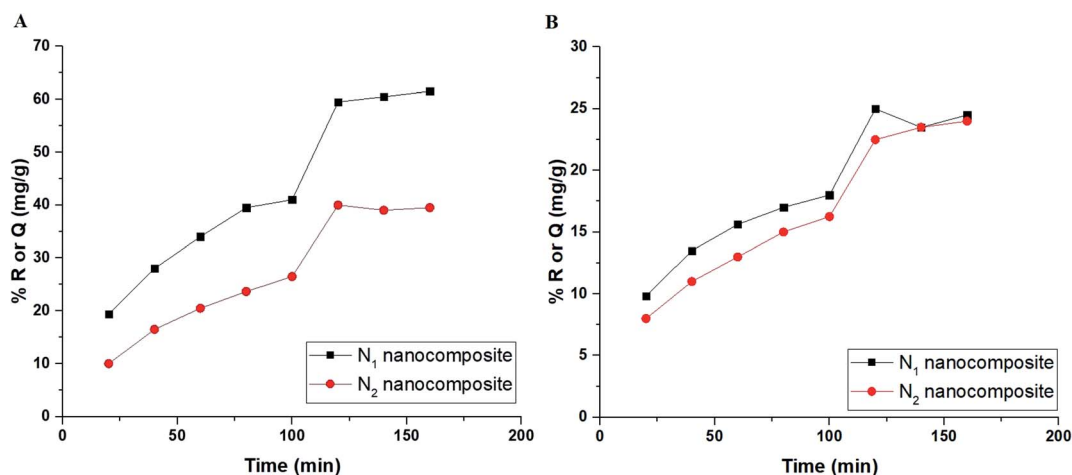 A
70
60
50
40
30
20
10
0
% R or Q (mg/g)
N₁ nanocomposite
N₂ nanocomposite
0
50
100
150
200
Time (min)
B
30
25
20
15
10
5
0
% R or Q (mg/g)
N₁ nanocomposite
N₂ nanocomposite
0
50
100
150
200
Time (min)